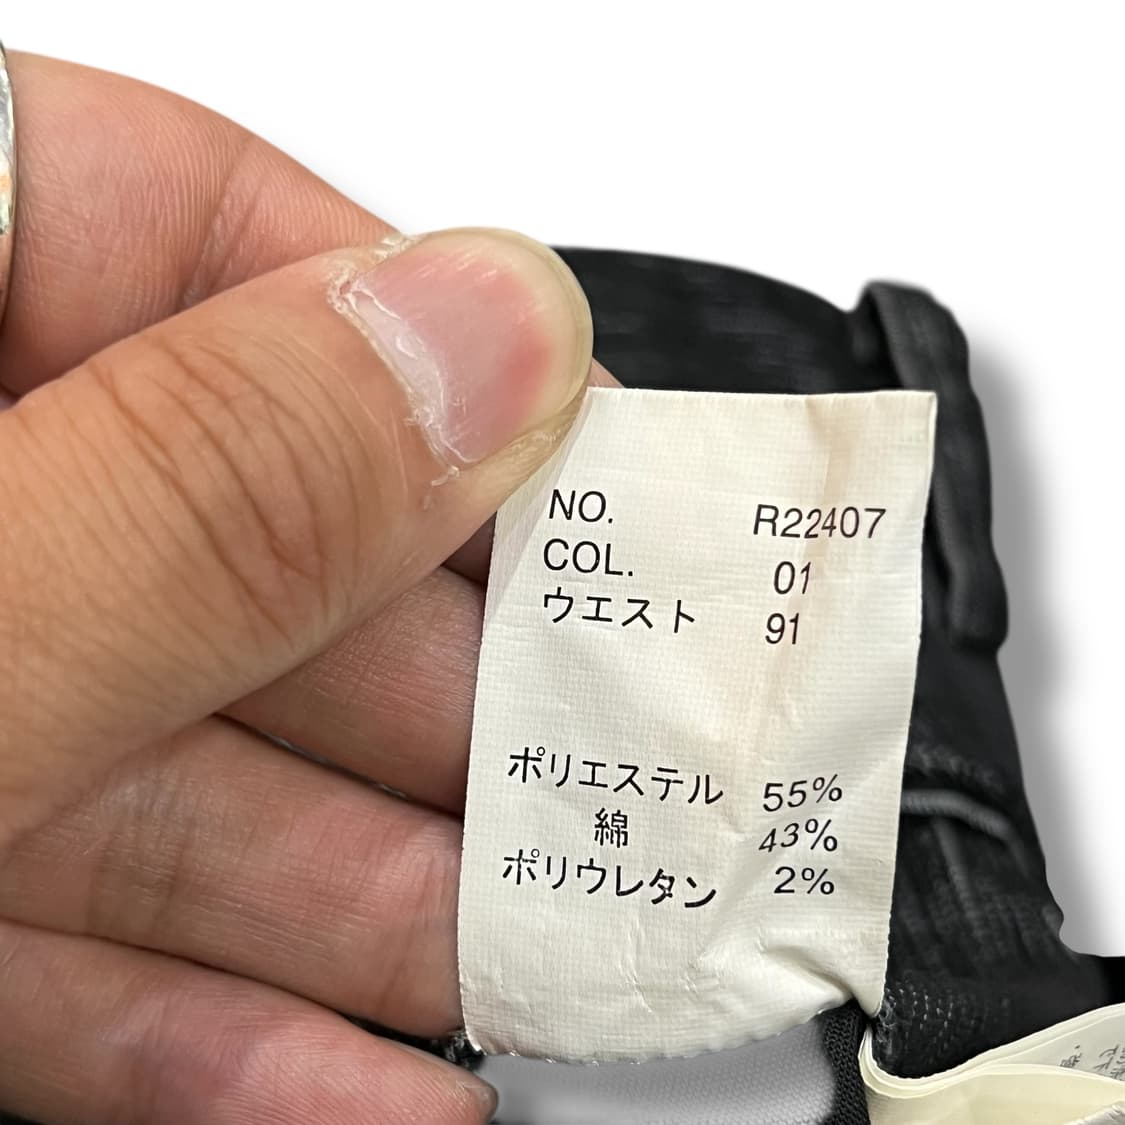 NO. R22407
COL. 01
ウエスト 91
ポリエステル 55%
綿 43%
ポリウレタン 2%